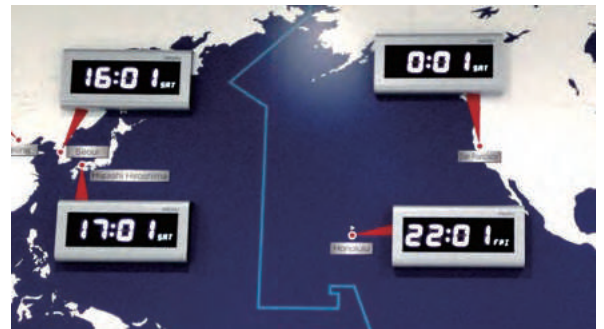 16:01 SAT
0:01 SAT
Seoul
Higashi Hiroshima
17:01 SAT
22:01 FRI
Honolulu